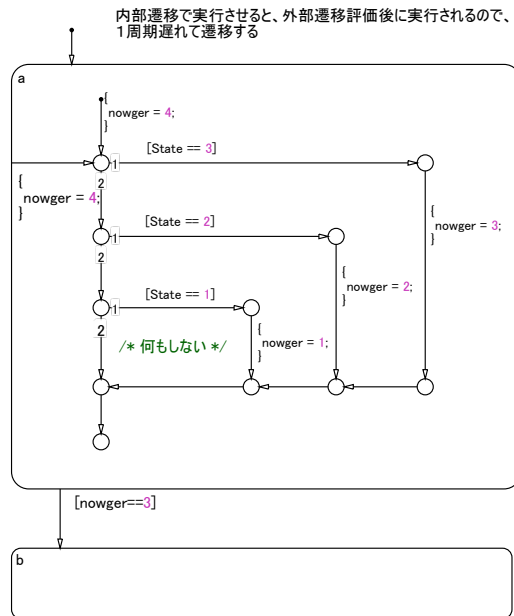 内部遷移で実行させると、外部遷移評価後に実行されるので、
１周期遅れて遷移する
a
{
nowger = 4;
}
[State == 3]
1
2
{
nowger = 4;
}
[State == 2]
1
2
{
nowger = 3;
}
{
nowger = 2;
}
[State == 1]
1
2
/* 何もしない */
{
nowger = 1;
}
[nowger==3]
b